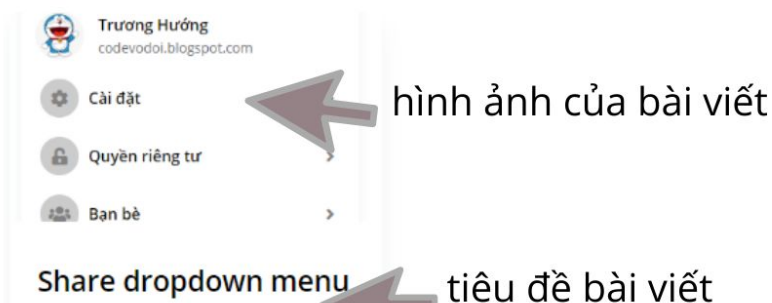 Trương Hướng
codevodoi.blogspot.com
Cài đặt
hình ảnh của bài viết
Quyền riêng tư
Bạn bè
Share dropdown menu
tiêu đề bài viết